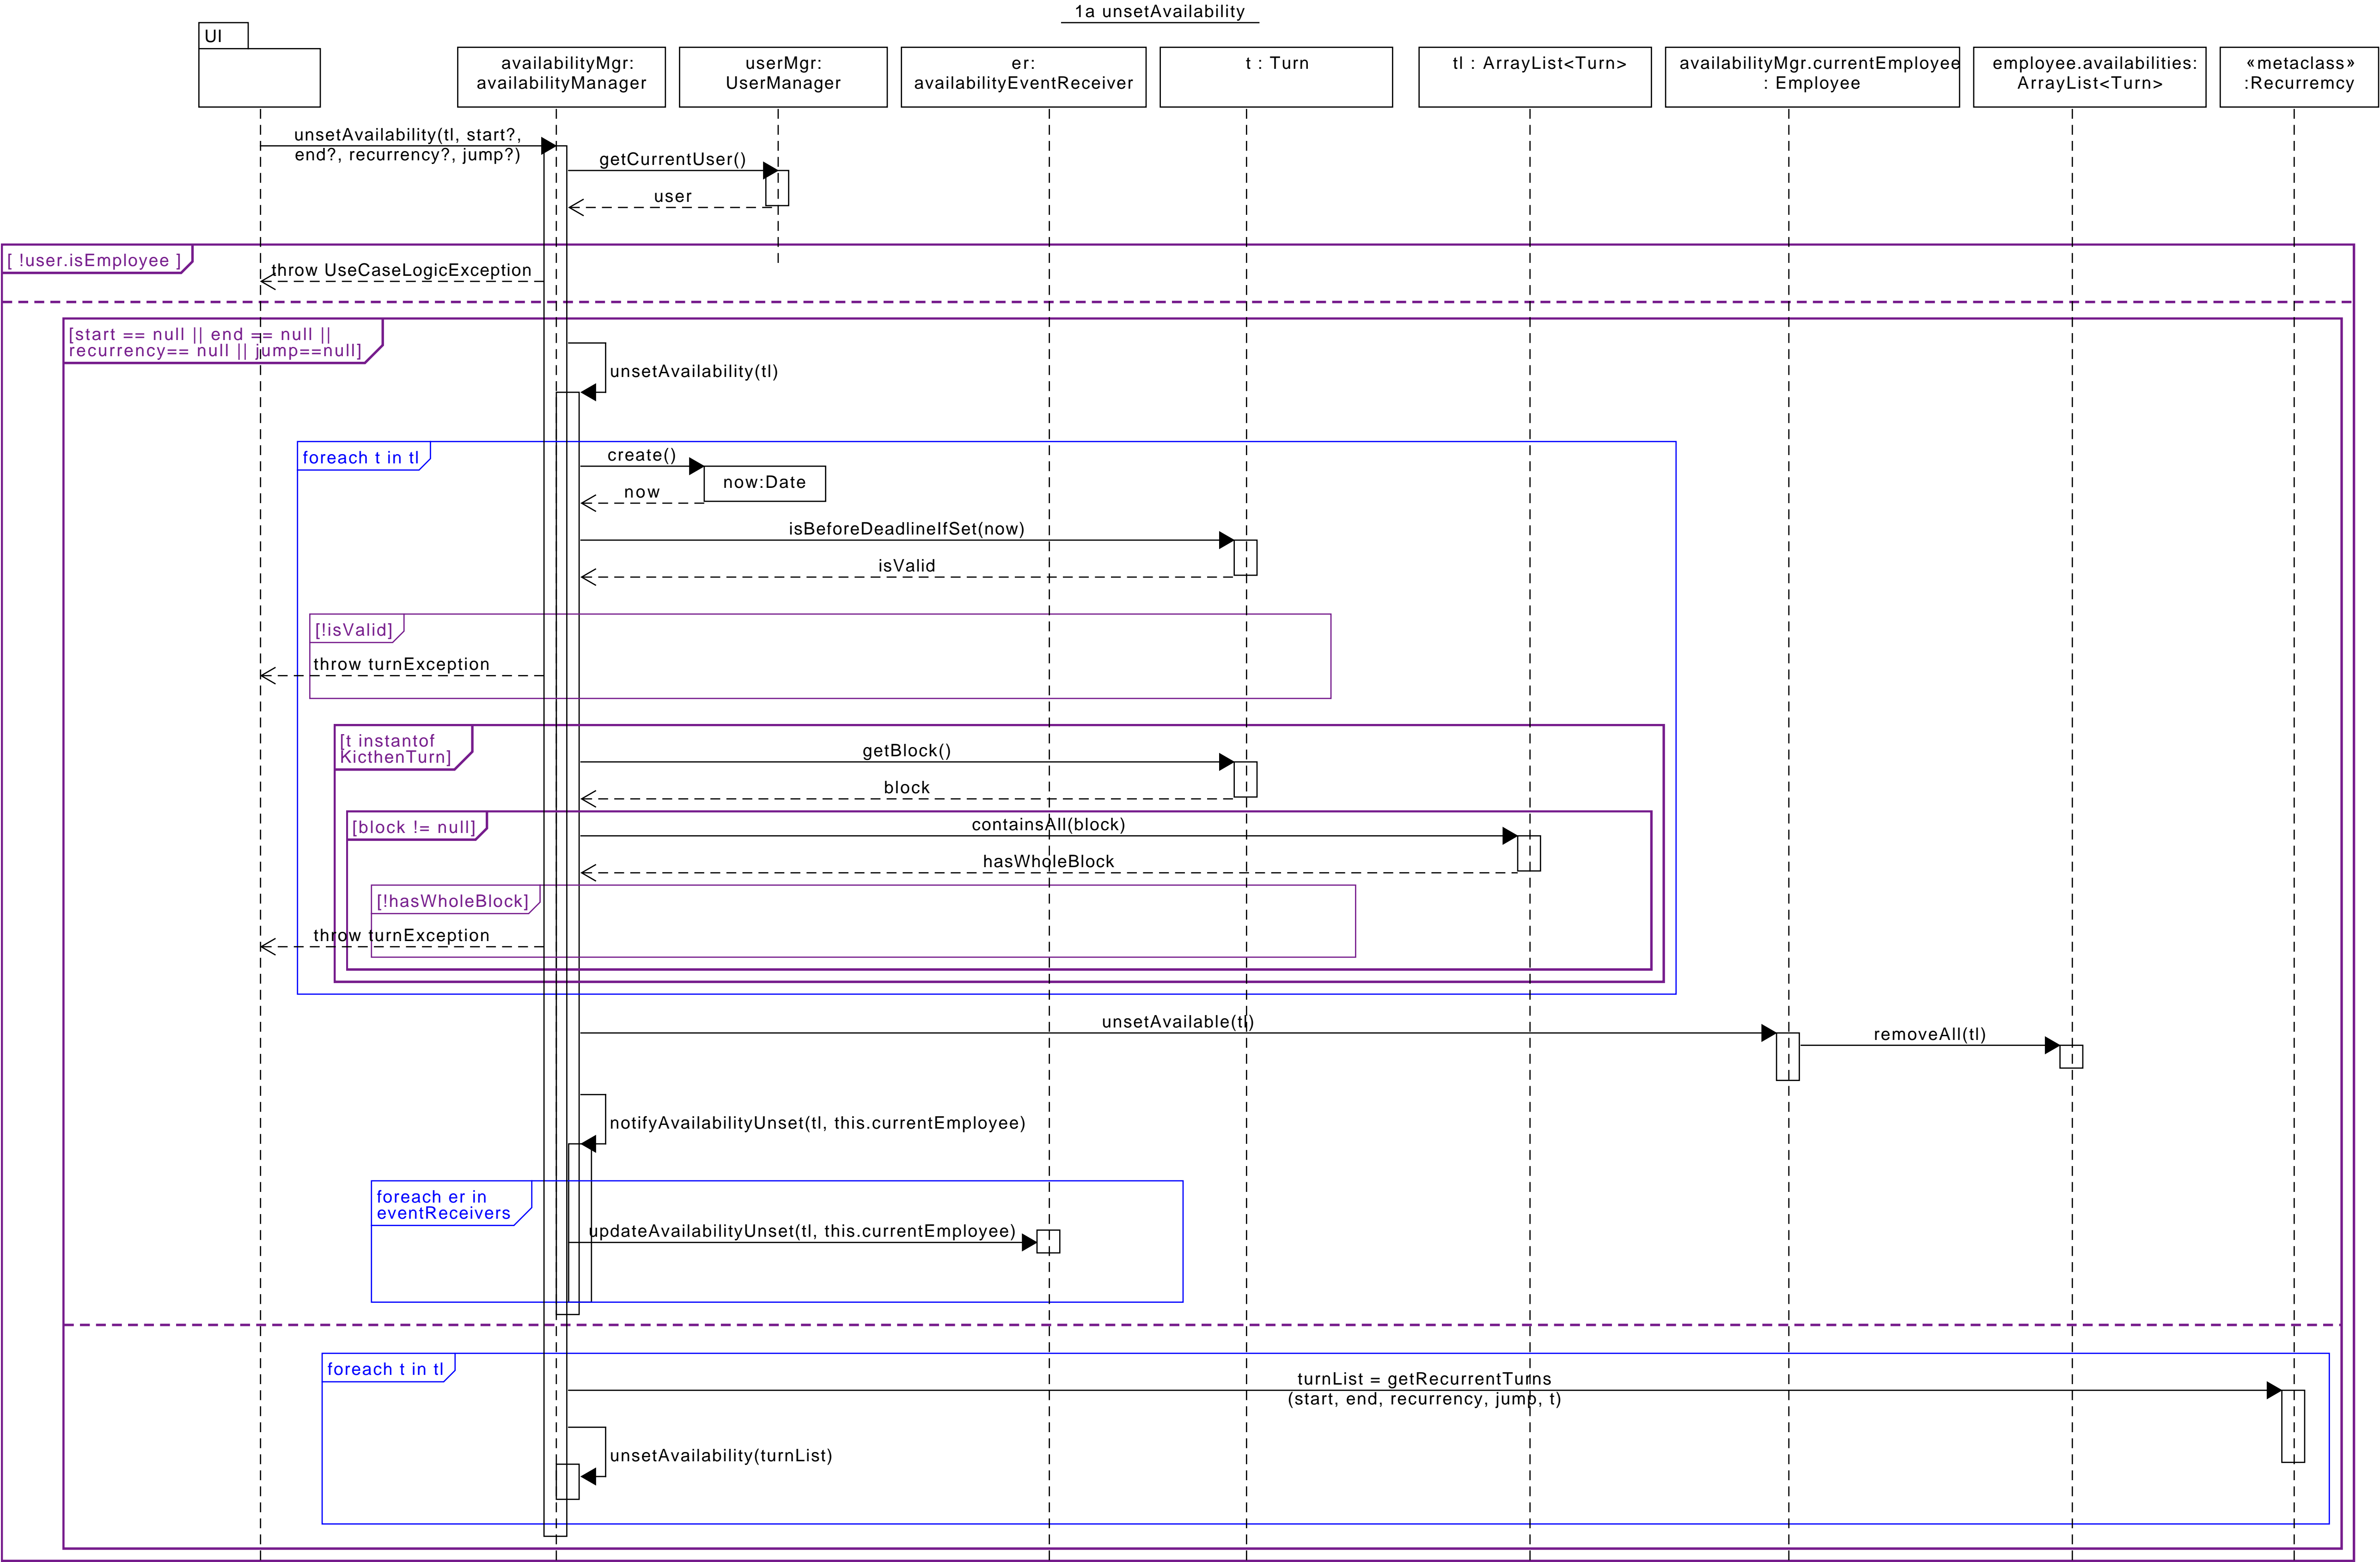 1a unsetAvailability
UI
availabilityMgr:
availabilityManager
userMgr:
UserManager
er:
availabilityEventReceiver
t : Turn
tl : ArrayList<Turn>
availabilityMgr.currentEmployee
: Employee
employee.availabilities:
ArrayList<Turn>
«metaclass»
:Recurremcy
unsetAvailability(tl, start?,
end?, recurrency?, jump?)
getCurrentUser()
user
[ !user.isEmployee ]
throw UseCaseLogicException
[start == null || end == null ||
recurrency== null || jump==null]
unsetAvailability(tl)
foreach t in tl
create()
now:Date
now
isBeforeDeadlineIfSet(now)
isValid
[!isValid]
throw turnException
[t instantof
KicthenTurn]
getBlock()
block
[block != null]
containsAll(block)
hasWholeBlock
[!hasWholeBlock]
throw turnException
unsetAvailable(tl)
removeAll(tl)
notifyAvailabilityUnset(tl, this.currentEmployee)
foreach er in
eventReceivers
updateAvailabilityUnset(tl, this.currentEmployee)
foreach t in tl
turnList = getRecurrentTurns
(start, end, recurrency, jump, t)
unsetAvailability(turnList)